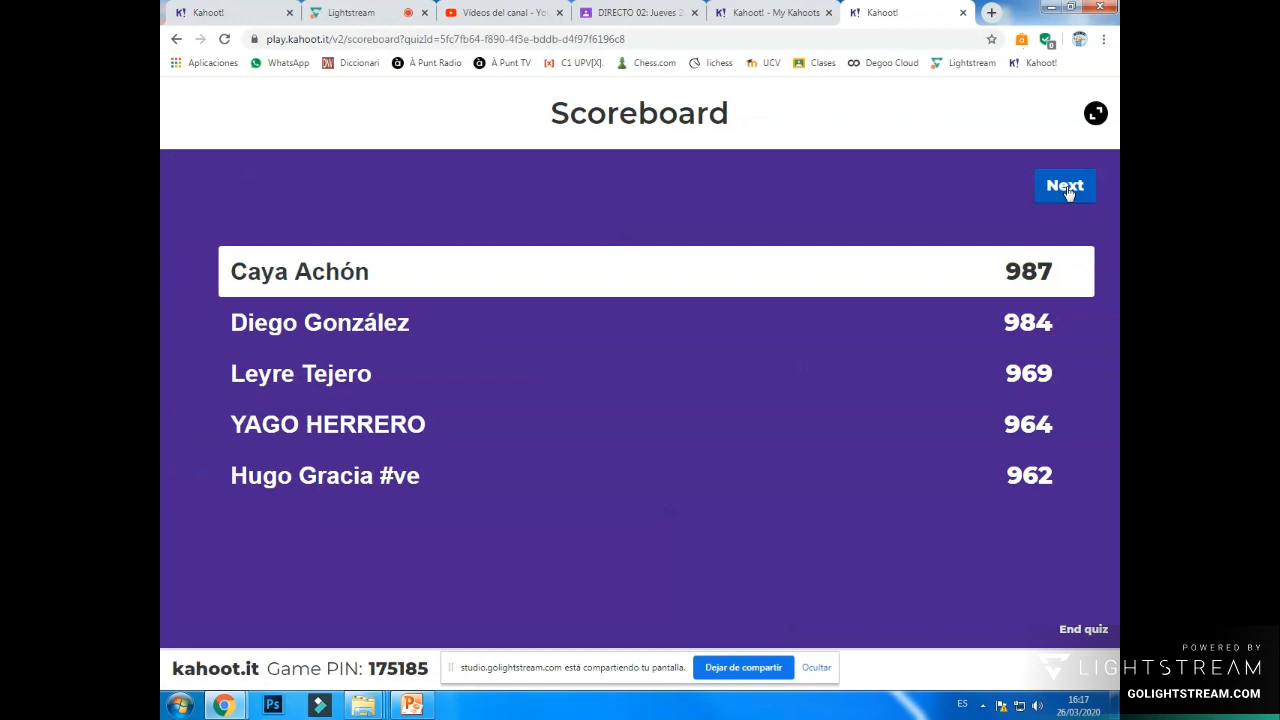 Kahoot!
Lightstream
Vídeos del canal - You
DIRECTO 02: Jueves 2
Kahoot! - My Kahoots
Kahoot!
play.kahoot.it/v2/scoreboard?quizId=5fc7fb64-f890-4f3e-bddb-d4f97f6196c8
Aplicaciones
WhatsApp
Diccionari
À Punt Radio
À Punt TV
C1 UPV[X].
Chess.com
lichess
UCV
Clases
Degoo Cloud
Lightstream
Kahoot!
Scoreboard
Next
Caya Achón 987
Diego González 984
Leyre Tejero 969
YAGO HERRERO 964
Hugo Gracia #ve 962
End quiz
kahoot.it Game PIN: 175185
studio.golightstream.com está compartiendo tu pantalla.
Dejar de compartir
Ocultar
POWERED BY
LIGHTSTREAM
GOLIGHTSTREAM.COM
ES
16:17
26/03/2020